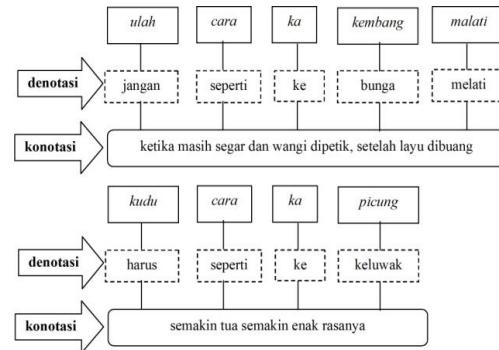 ulah cara ka kembang malati
denotasi jangan seperti ke bunga melati
konotasi ketika masih segar dan wangi dipetik, setelah layu dibuang
kudu cara ka picung
denotasi harus seperti ke keluwak
konotasi semakin tua semakin enak rasanya